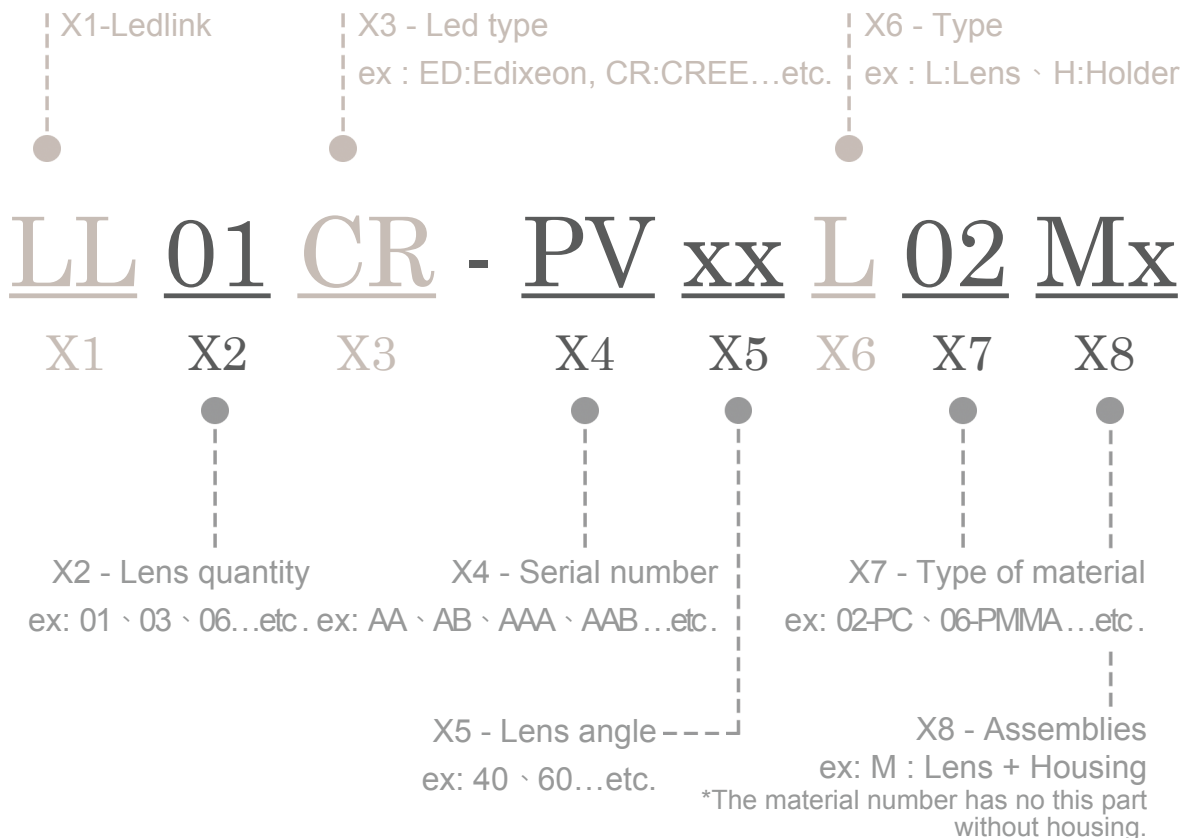 X1-Ledlink
X3 - Led type
X6 - Type
ex : ED:Edixeon, CR:CREE…etc.
ex : L:Lens、H:Holder
LL 01 CR - PV xx L 02 Mx
X1 X2 X3 X4 X5 X6 X7 X8
X2 - Lens quantity
ex: 01、03、06…etc.
X4 - Serial number
ex: AA、AB、AAA、AAB…etc.
X7 - Type of material
ex: 02-PC、06-PMMA…etc.
X5 - Lens angle
ex: 40、60…etc.
X8 - Assemblies
ex: M : Lens + Housing
*The material number has no this part
without housing.